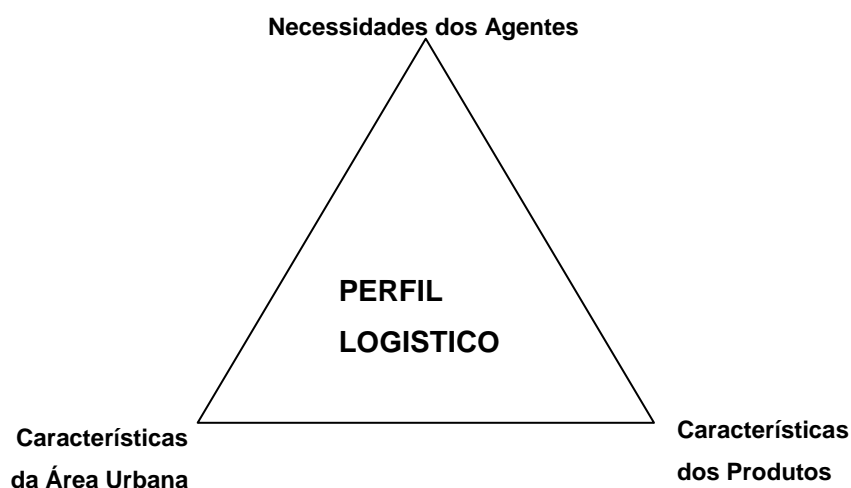 Necessidades dos Agentes
PERFIL
LOGISTICO
Características
da Área Urbana
Características
dos Produtos